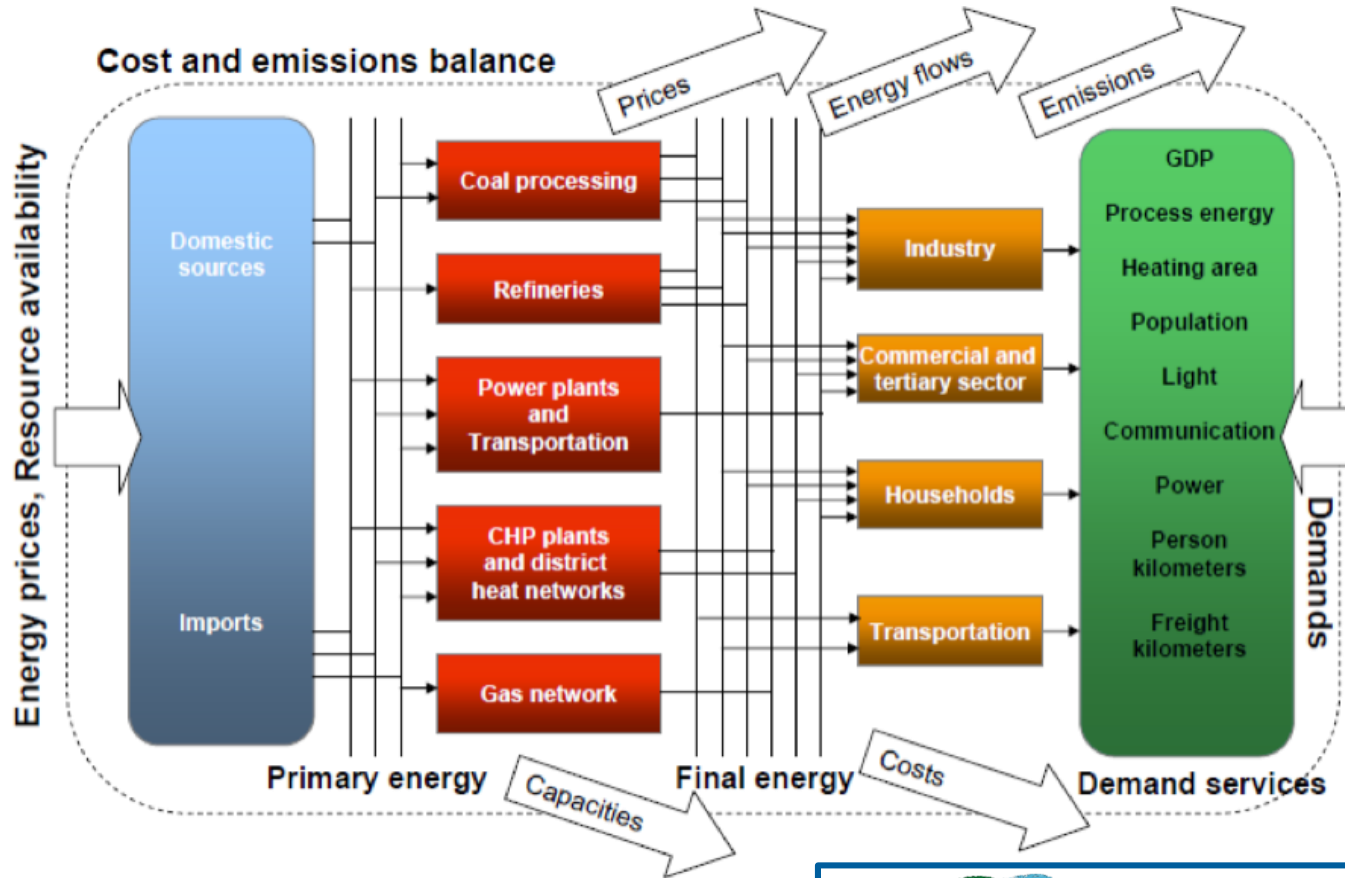 Cost and emissions balance
Prices
Energy flows
Emissions
Energy prices, Resource availability
Domestic
sources
Imports
Primary energy
Coal processing
Refineries
Power plants
and
Transportation
CHP plants
and district
heat networks
Gas network
Capacities
Final energy
Industry
Commercial and
tertiary sector
Households
Transportation
Costs
GDP
Process energy
Heating area
Population
Light
Communication
Power
Person
kilometers
Freight
kilometers
Demand services
Demands